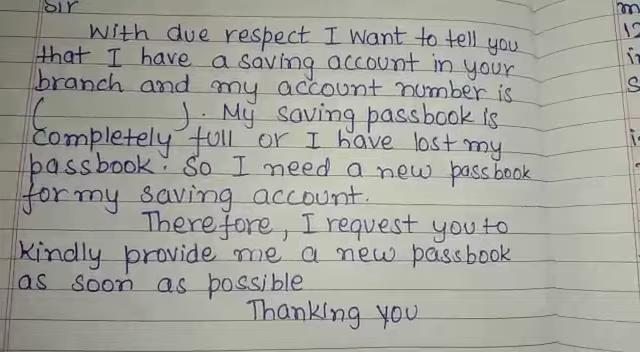 Sir
With due respect I want to tell you
that I have a saving account in your
branch and my account number is
( ). My saving passbook is
completely full or I have lost my
passbook. So I need a new passbook
for my saving account.
Therefore, I request you to
kindly provide me a new passbook
as soon as possible
Thanking you